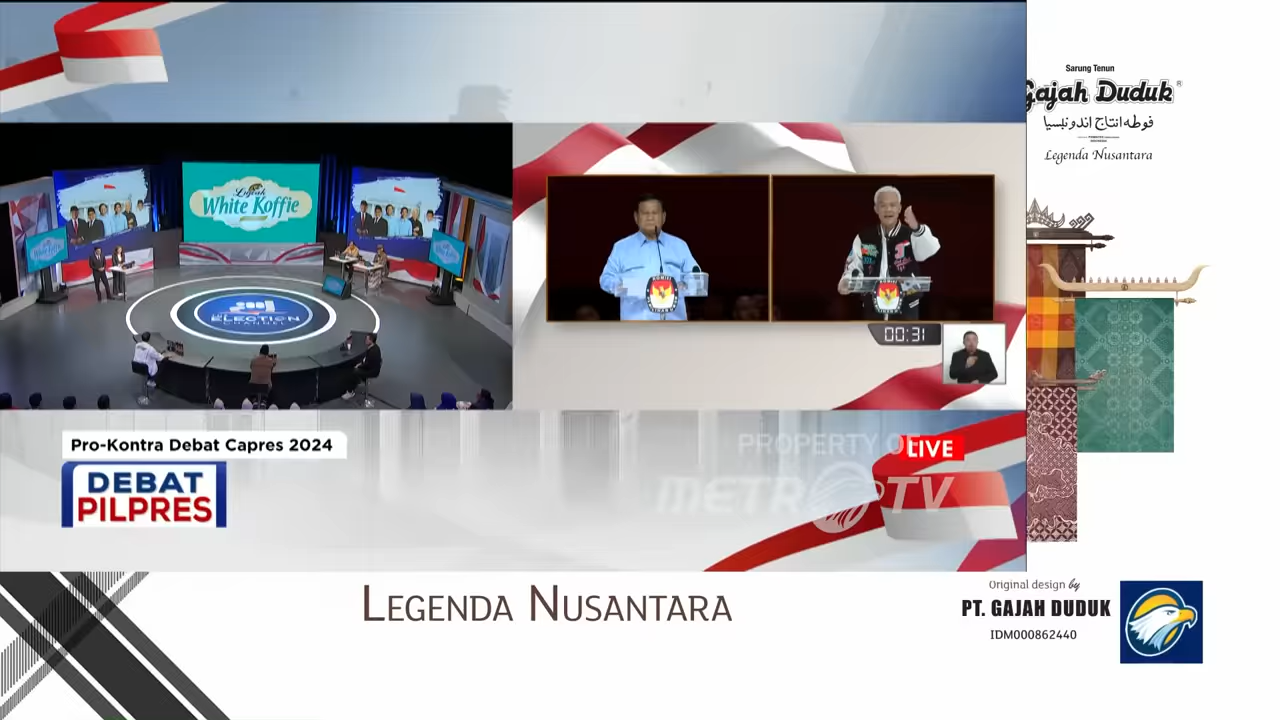 Sarung Tenun
Gajah Duduk®
فوطه انتاج اندونيسيا
Legenda Nusantara
Luwak
White Koffie
ELECTION
CHANNEL
00:31
Pro-Kontra Debat Capres 2024
DEBAT
PILPRES
PROPERTY OF
LIVE
METRO TV
LEGENDA NUSANTARA
Original design by
PT. GAJAH DUDUK
IDM000862440